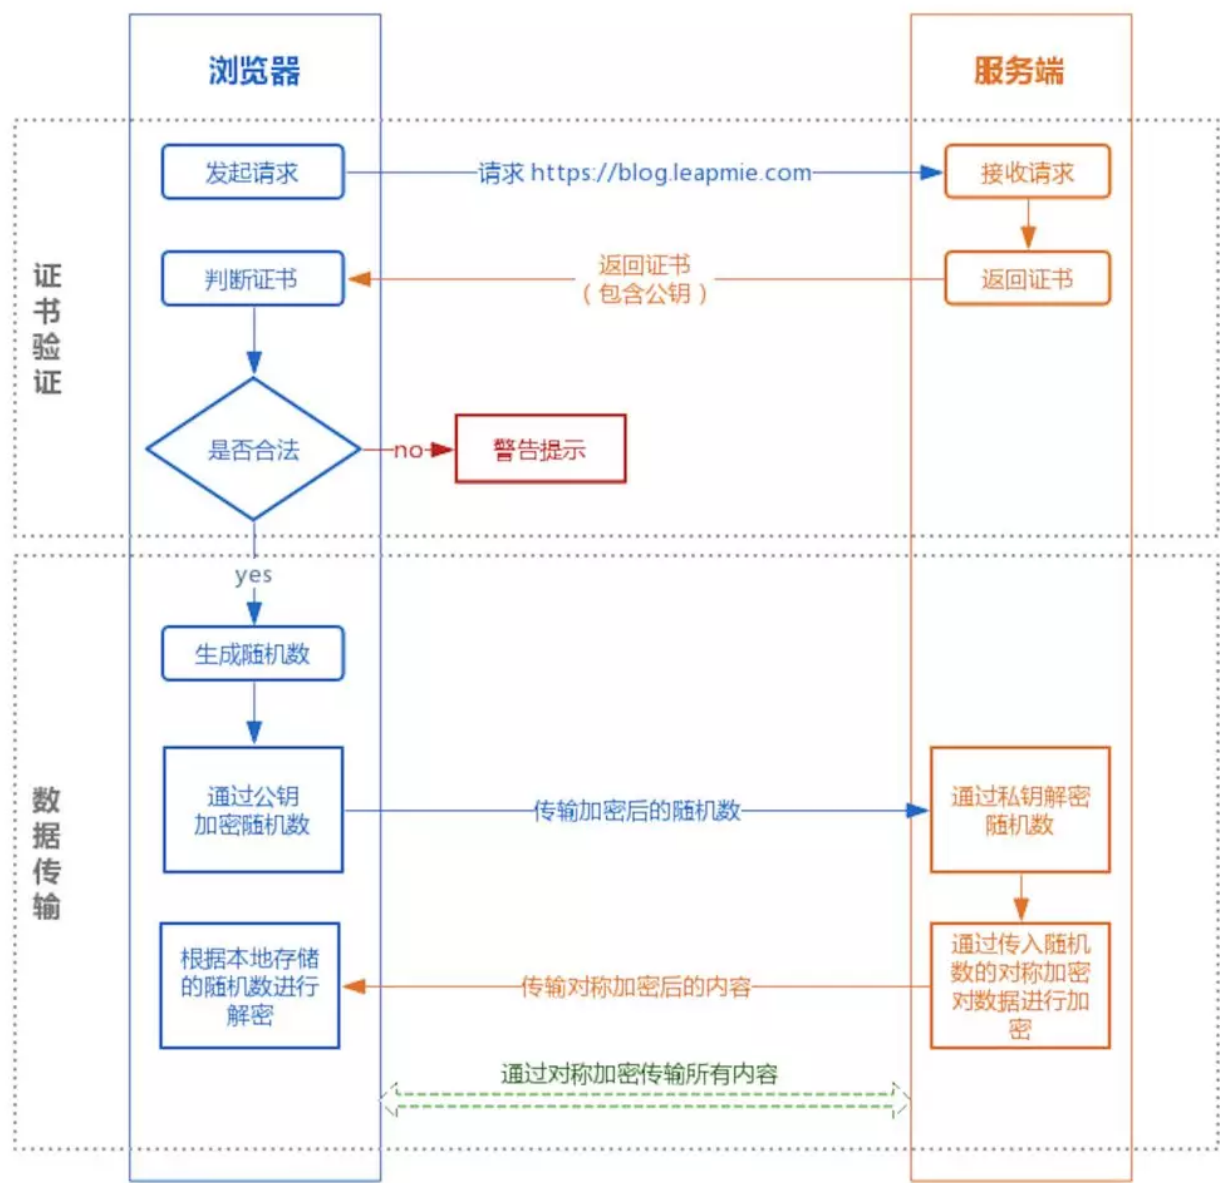 浏览器
服务端
证书验证
发起请求
请求 https://blog.leapmie.com
接收请求
判断证书
返回证书
（包含公钥）
返回证书
是否合法
no
警告提示
yes
数据传输
生成随机数
通过公钥
加密随机数
传输加密后的随机数
通过私钥解密
随机数
根据本地存储
的随机数进行
解密
传输对称加密后的内容
通过传入随机
数的对称加密
对数据进行加
密
通过对称加密传输所有内容